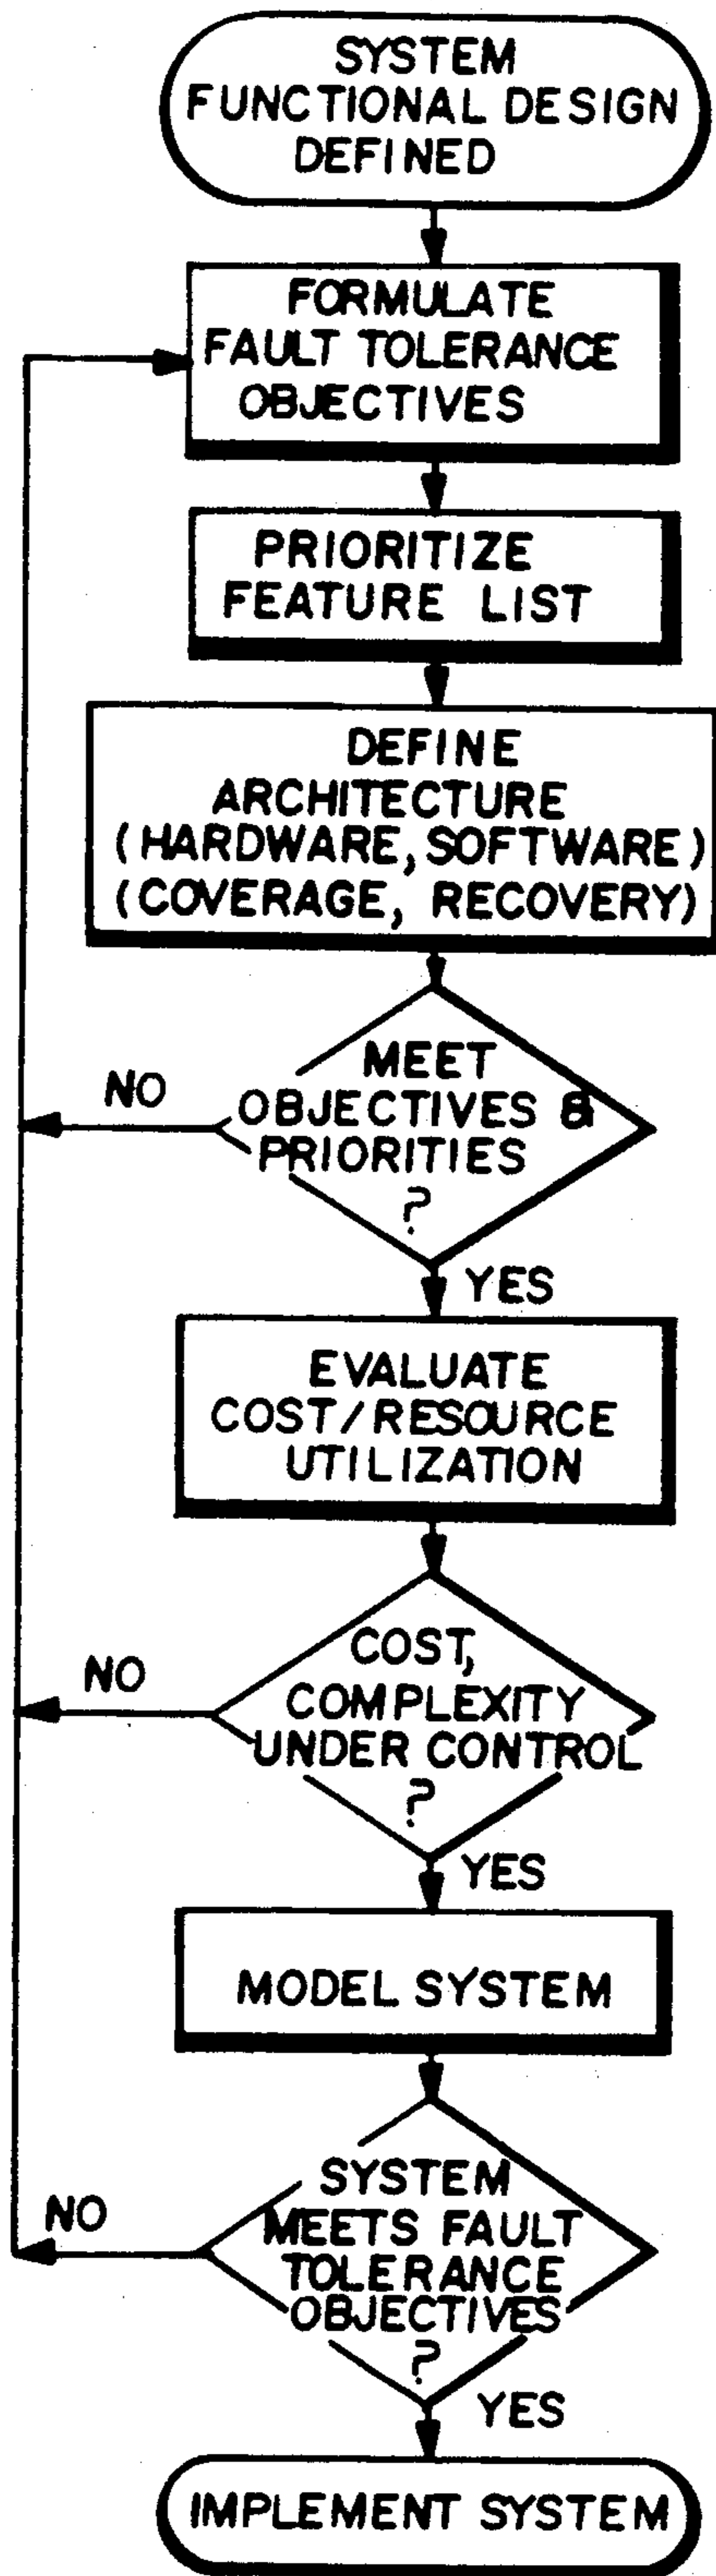 SYSTEM
FUNCTIONAL DESIGN
DEFINED
FORMULATE
FAULT TOLERANCE
OBJECTIVES
PRIORITIZE
FEATURE LIST
DEFINE
ARCHITECTURE
(HARDWARE, SOFTWARE)
(COVERAGE, RECOVERY)
MEET
OBJECTIVES &
PRIORITIES
?
NO
YES
EVALUATE
COST/RESOURCE
UTILIZATION
COST,
COMPLEXITY
UNDER CONTROL
?
NO
YES
MODEL SYSTEM
SYSTEM
MEETS FAULT
TOLERANCE
OBJECTIVES
?
NO
YES
IMPLEMENT SYSTEM